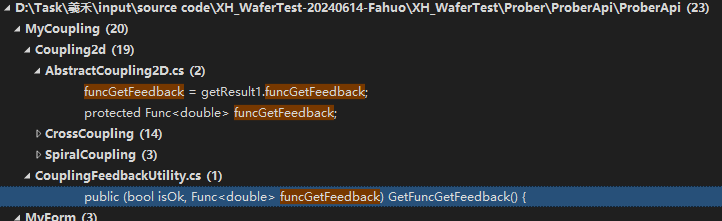 D:\Task\羲禾\input\source code\XH_WaferTest-20240614-Fahuo\XH_WaferTest\Prober\ProberApi\ProberApi (23)
MyCoupling (20)
Coupling2d (19)
AbstractCoupling2D.cs (2)
funcGetFeedback = getResult1.funcGetFeedback;
protected Func<double> funcGetFeedback;
CrossCoupling (14)
SpiralCoupling (3)
CouplingFeedbackUtility.cs (1)
public (bool isOk, Func<double> funcGetFeedback) GetFuncGetFeedback() {
MyForm (3)